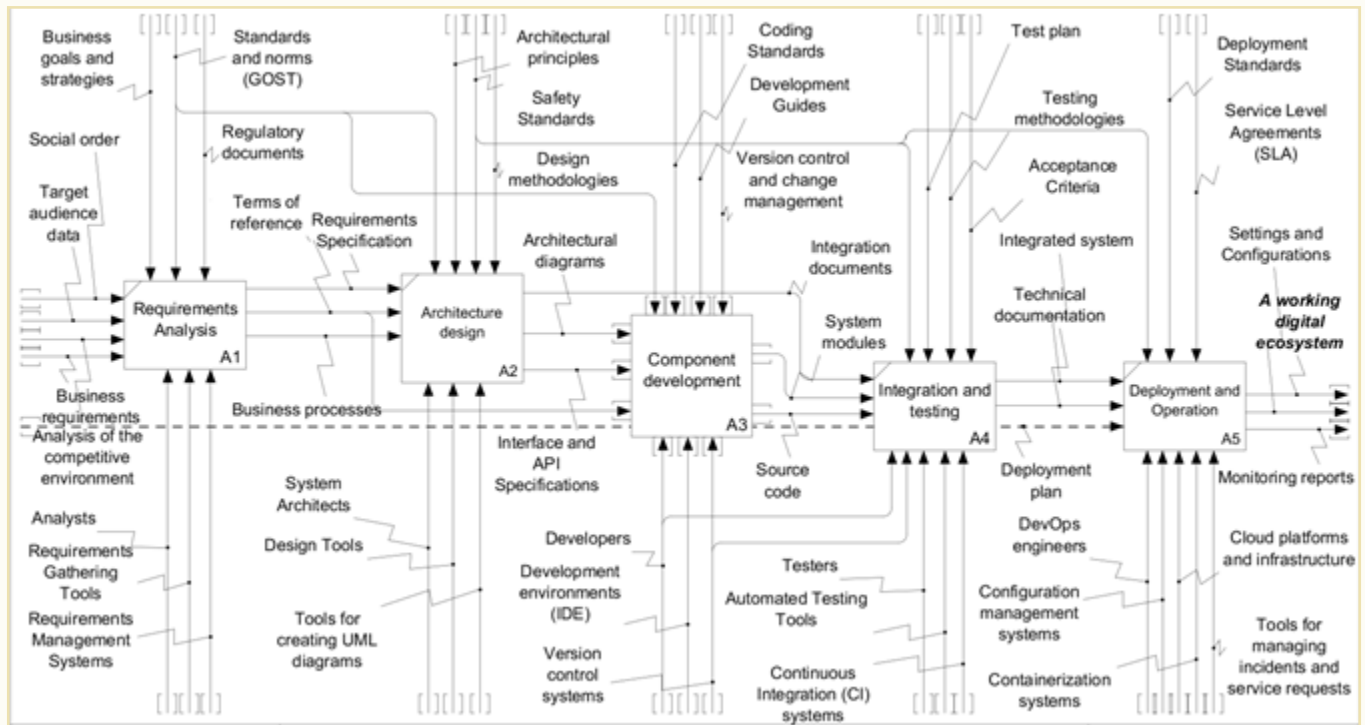 Business
goals and
strategies
Standards
and norms
(GOST)
Architectural
principles
Coding
Standards
Test plan
Deployment
Standards
Social order
Regulatory
documents
Safety
Standards
Development
Guides
Testing
methodologies
Service Level
Agreements
(SLA)
Target
audience
data
Terms of
reference
Requirements
Specification
Design
methodologies
Version control
and change
management
Acceptance
Criteria
Architectural
diagrams
Integration
documents
Integrated system
Settings and
Configurations
Requirements
Analysis
A1
Architecture
design
A2
Component
development
A3
System
modules
Technical
documentation
A working
digital
ecosystem
Integration and
testing
A4
Deployment and
Operation
A5
Business
requirements
Business processes
Analysis of the
competitive
environment
Interface and
API
Specifications
Source
code
Deployment
plan
Monitoring reports
Analysts
Requirements
Gathering
Tools
Requirements
Management
Systems
System
Architects
Design Tools
Tools for
creating UML
diagrams
Developers
Development
environments
(IDE)
Version
control
systems
Testers
Automated Testing
Tools
Continuous
Integration (CI)
systems
DevOps
engineers
Configuration
management
systems
Containerization
systems
Cloud platforms
and infrastructure
Tools for
managing
incidents and
service requests